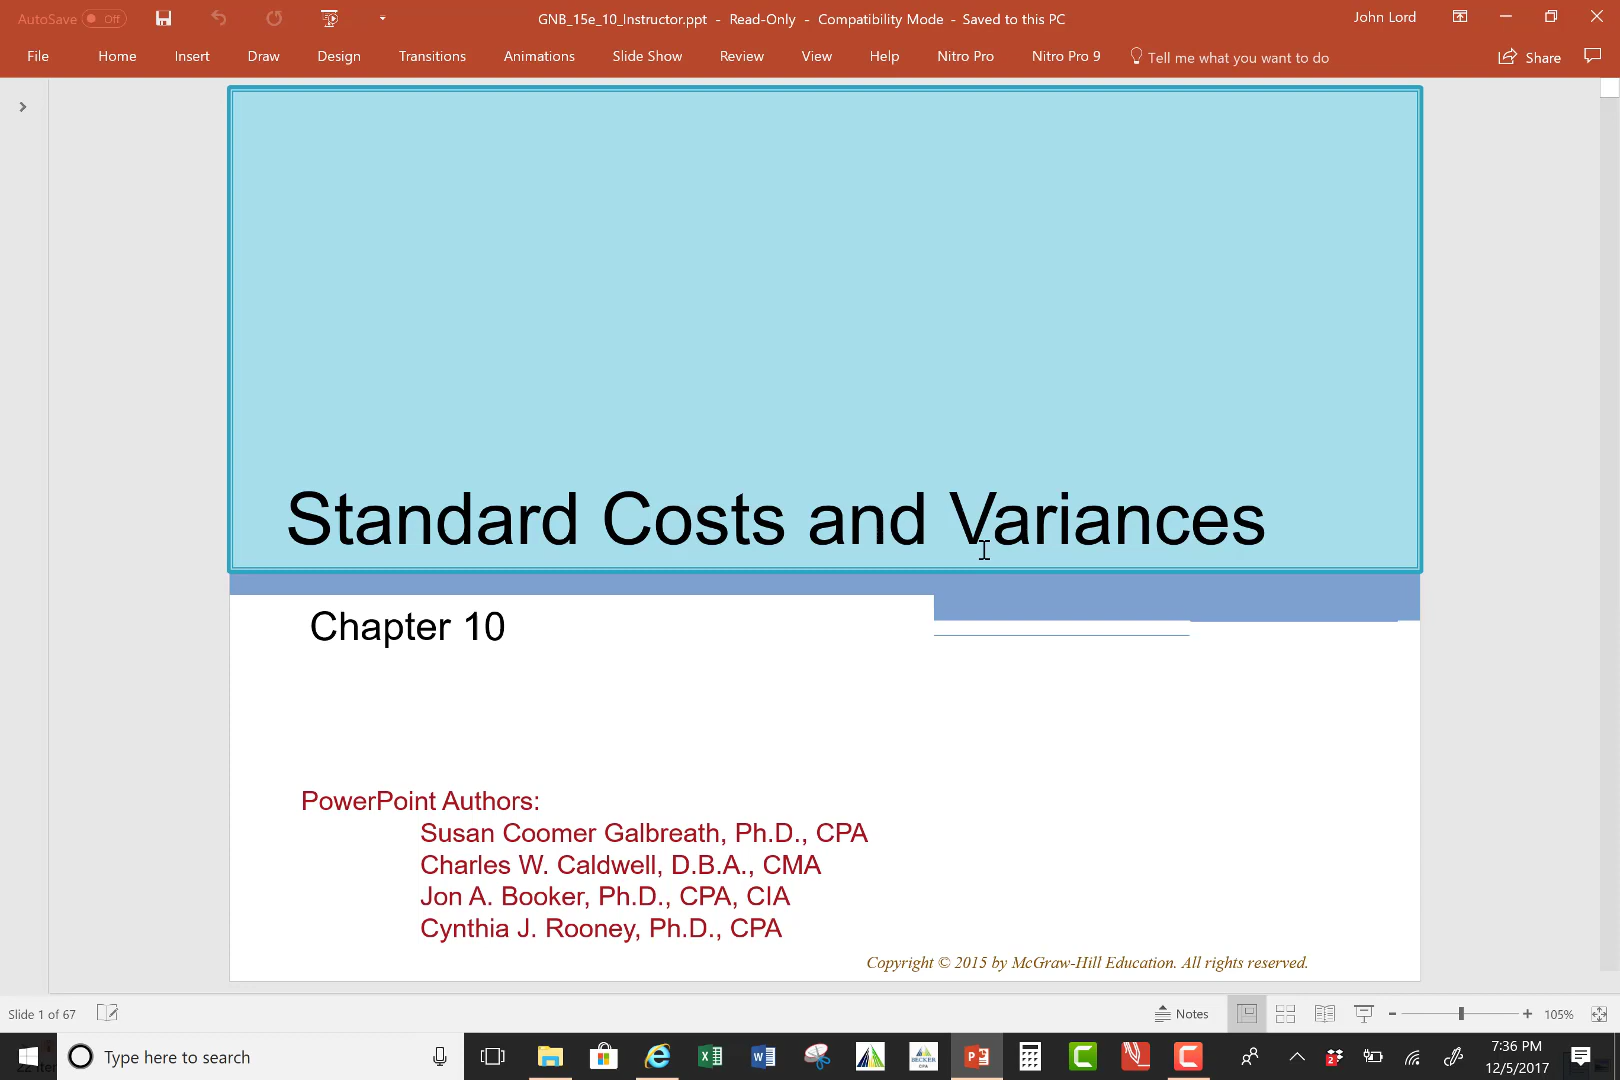 AutoSave Off
GNB_15e_10_Instructor.ppt - Read-Only - Compatibility Mode - Saved to this PC
John Lord
File Home Insert Draw Design Transitions Animations Slide Show Review View Help Nitro Pro Nitro Pro 9 Tell me what you want to do Share
Standard Costs and Variances
Chapter 10
PowerPoint Authors:
Susan Coomer Galbreath, Ph.D., CPA
Charles W. Caldwell, D.B.A., CMA
Jon A. Booker, Ph.D., CPA, CIA
Cynthia J. Rooney, Ph.D., CPA
Copyright © 2015 by McGraw-Hill Education. All rights reserved.
Slide 1 of 67
Notes
105%
Type here to search
BECKER
CPA
7:36 PM
12/5/2017